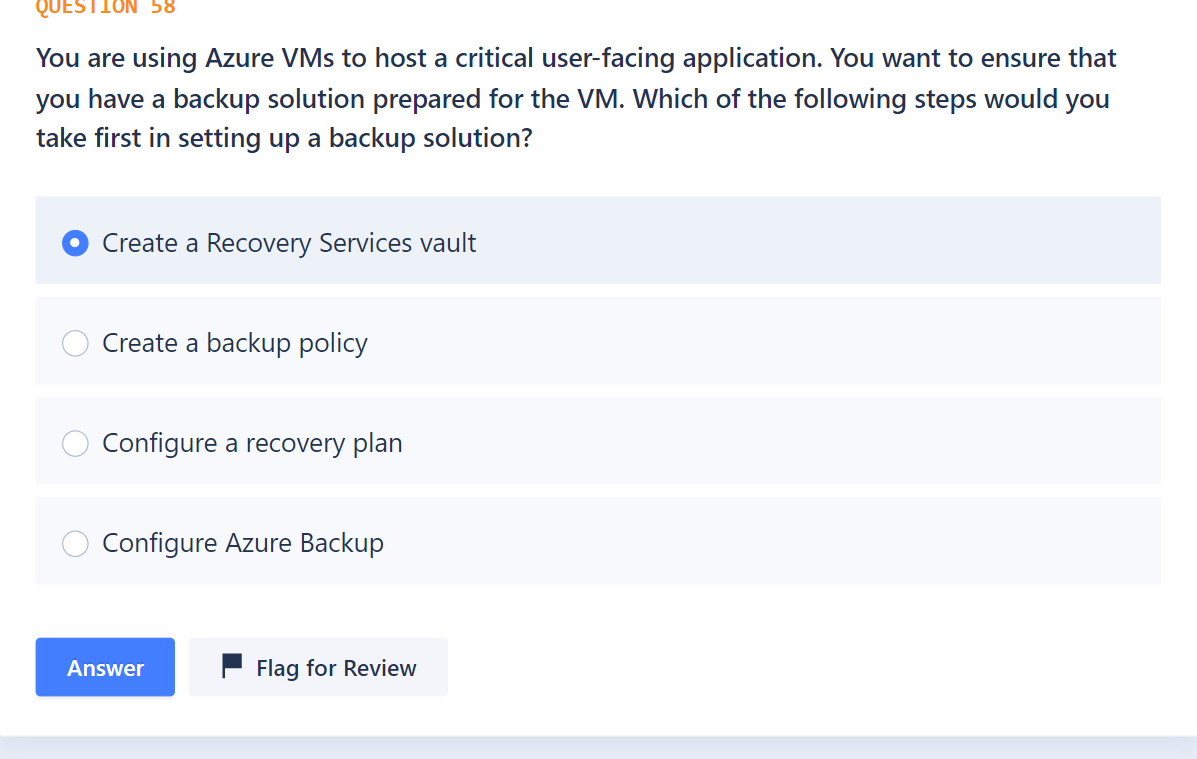 QUESTION 58
You are using Azure VMs to host a critical user-facing application. You want to ensure that
you have a backup solution prepared for the VM. Which of the following steps would you
take first in setting up a backup solution?
Create a Recovery Services vault
Create a backup policy
Configure a recovery plan
Configure Azure Backup
Answer
Flag for Review